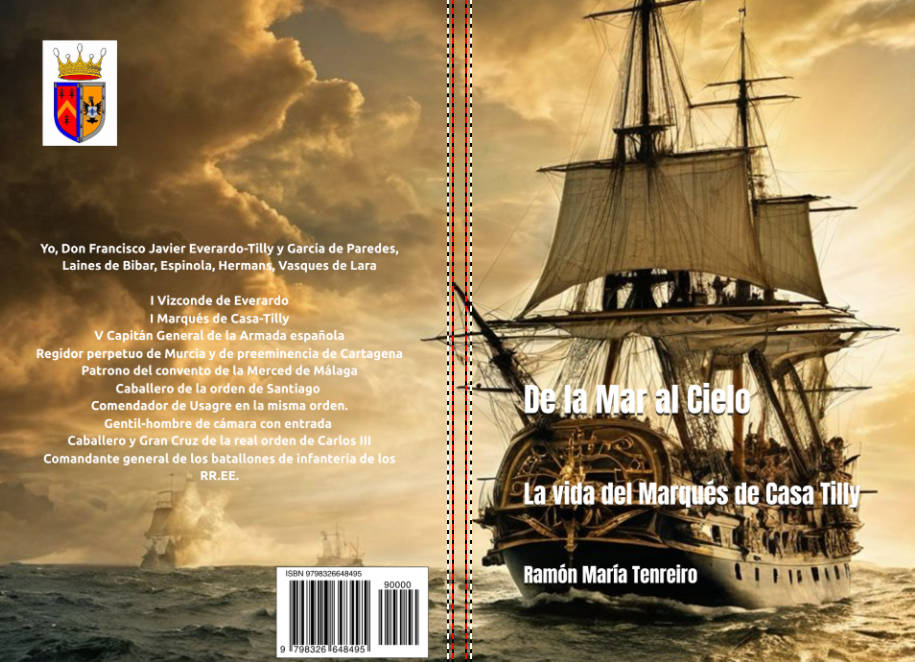 Yo, Don Francisco Javier Everardo-Tilly y García de Paredes,
Laines de Bibar, Espinola, Hermans, Vasques de Lara
I Vizconde de Everardo
I Marqués de Casa-Tilly
V Capitán General de la Armada española
Regidor perpetuo de Murcia y de preeminencia de Cartagena
Patrono del convento de la Merced de Málaga
Caballero de la orden de Santiago
Comendador de Usagre en la misma orden.
Gentil-hombre de cámara con entrada
Caballero y Gran Cruz de la real orden de Carlos III
Comandante general de los batallones de infantería de los
RR.EE.
ISBN 9798326648495
90000
9 798326 648495
De la Mar al Cielo
La vida del Marqués de Casa Tilly
Ramón María Tenreiro